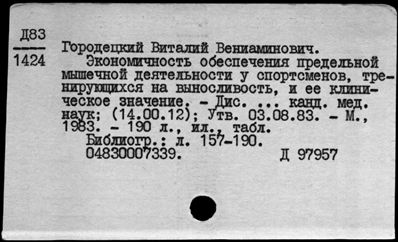 Д83
1424
Городецкий Виталий Вениаминович.
Экономичность обеспечения предельной
мышечной деятельности у спортсменов, тре-
нирующихся на выносливость, и ее клини-
ческое значение. - Дис. ... канд. мед.
наук; (14.00.12); Утв. 03.08.83. - М.,
1983. - 190 л., ил., табл.
Библиогр.: л. 157-190.
04830007339. Д 97957